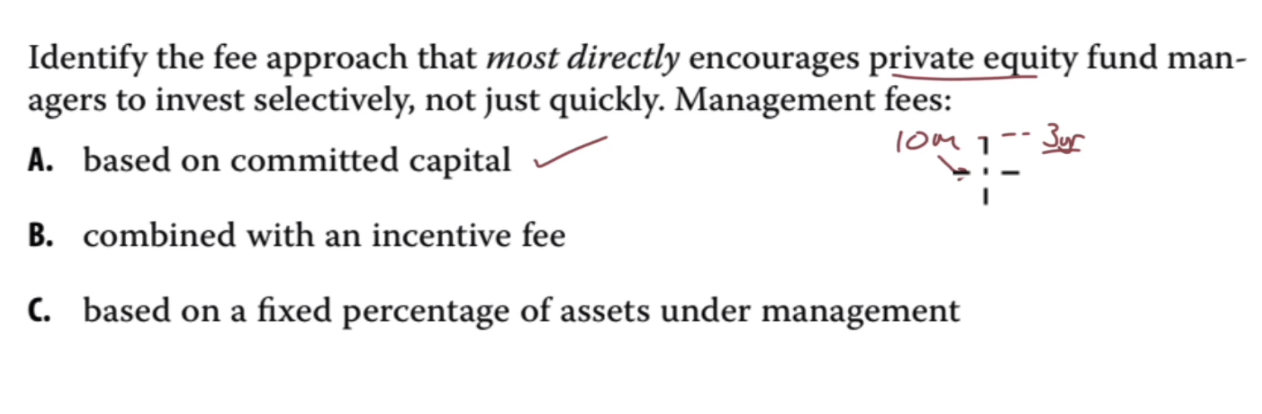 Identify the fee approach that most directly encourages private equity fund man-
agers to invest selectively, not just quickly. Management fees:
10m -- 3yr
A. based on committed capital
B. combined with an incentive fee
C. based on a fixed percentage of assets under management